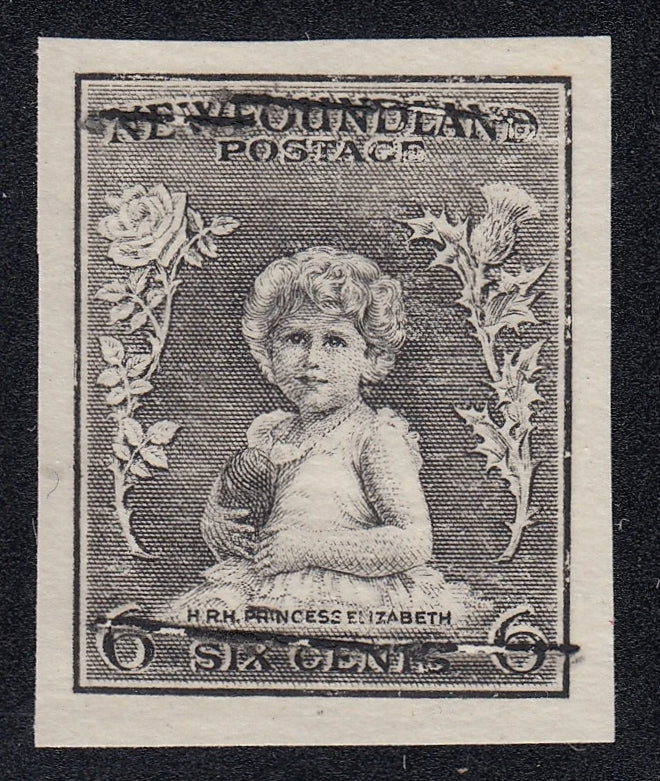 NEWFOUNDLAND
POSTAGE
H.R.H. PRINCESS ELIZABETH
6 SIX CENTS 6